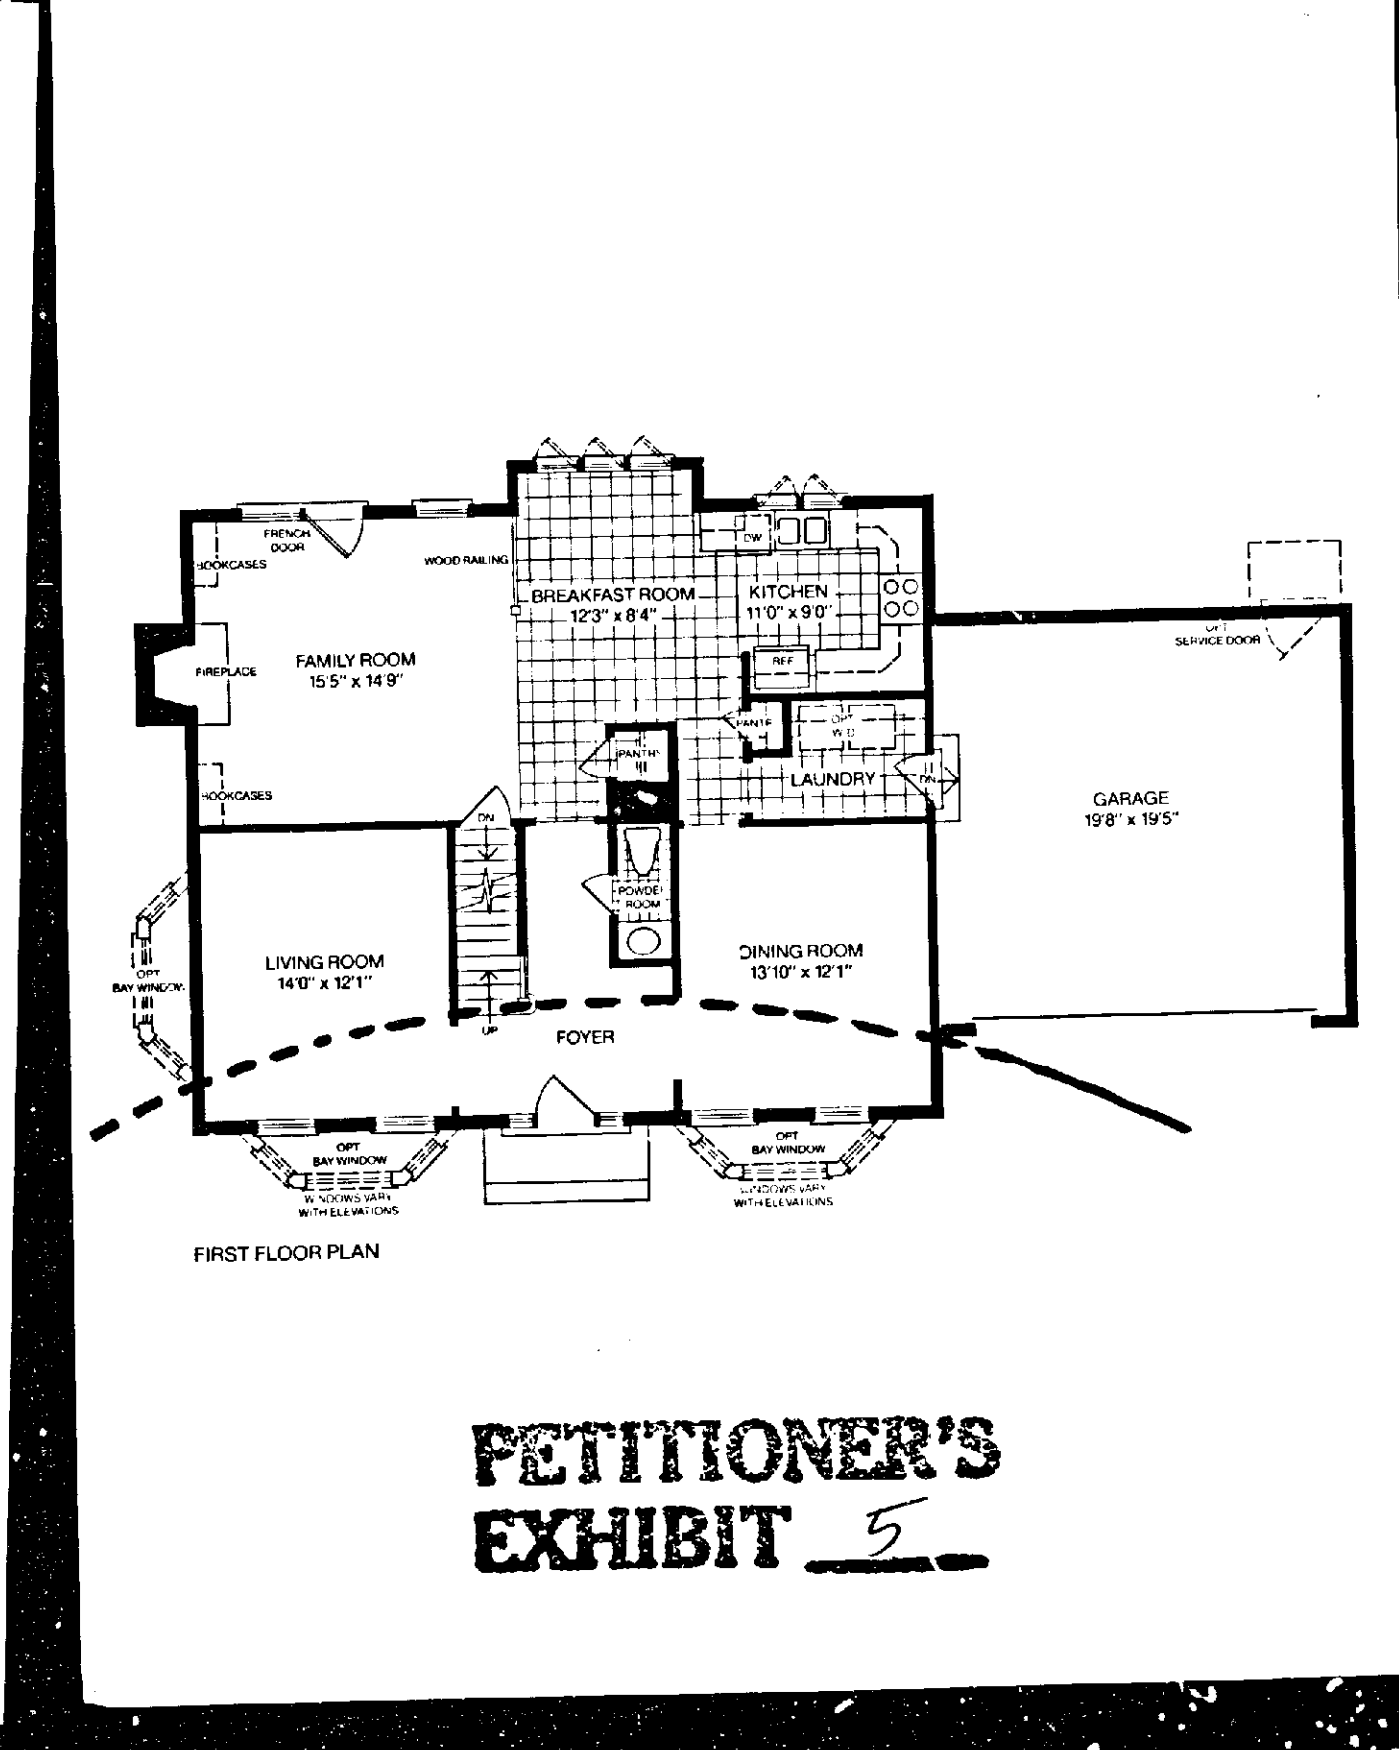 FRENCH
DOOR
BOOKCASES
WOOD RAILING
DW
BREAKFAST ROOM
12'3" x 8'4"
KITCHEN
11'0" x 9'0"
OPT
SERVICE DOOR
FAMILY ROOM
15'5" x 14'9"
FIREPLACE
REF
PANTRY
OPT
W D
PANTRY
LAUNDRY
DN
BOOKCASES
GARAGE
19'8" x 19'5"
DN
POWDER
ROOM
LIVING ROOM
14'0" x 12'1"
DINING ROOM
13'10" x 12'1"
OPT
BAY WINDOW
UP
FOYER
OPT
BAY WINDOW
WINDOWS VARY
WITH ELEVATIONS
OPT
BAY WINDOW
WINDOWS VARY
WITH ELEVATIONS
FIRST FLOOR PLAN
PETITIONER'S
EXHIBIT 5